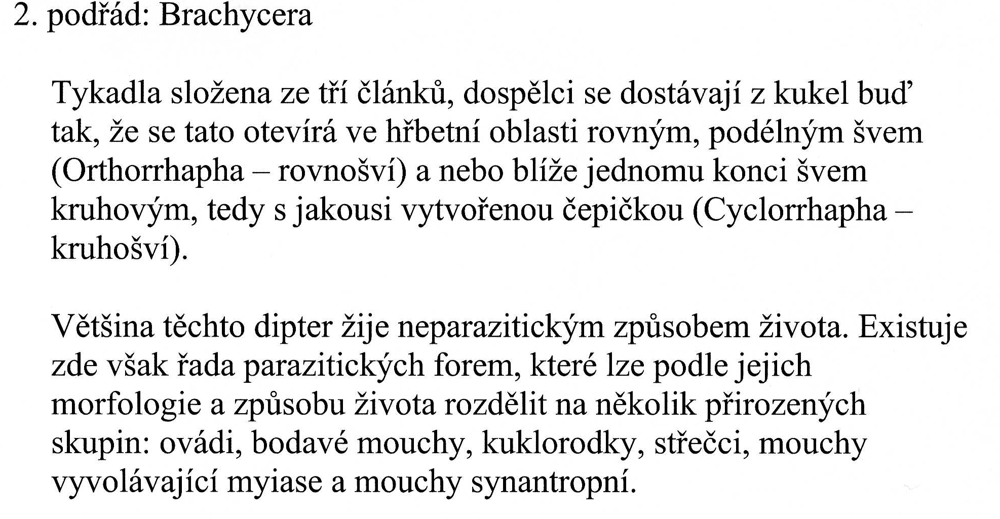 2. podřád: Brachycera
Tykadla složena ze tří článků, dospělci se dostávají z kukel buď
tak, že se tato otevírá ve hřbetní oblasti rovným, podélným švem
(Orthorrhapha – rovnošví) a nebo blíže jednomu konci švem
kruhovým, tedy s jakousi vytvořenou čepičkou (Cyclorrhapha –
kruhošví).
Většina těchto dipter žije neparazitickým způsobem života. Existuje
zde však řada parazitických forem, které lze podle jejich
morfologie a způsobu života rozdělit na několik přirozených
skupin: ovádi, bodavé mouchy, kuklorodky, střečci, mouchy
vyvolávající myiase a mouchy synantropní.